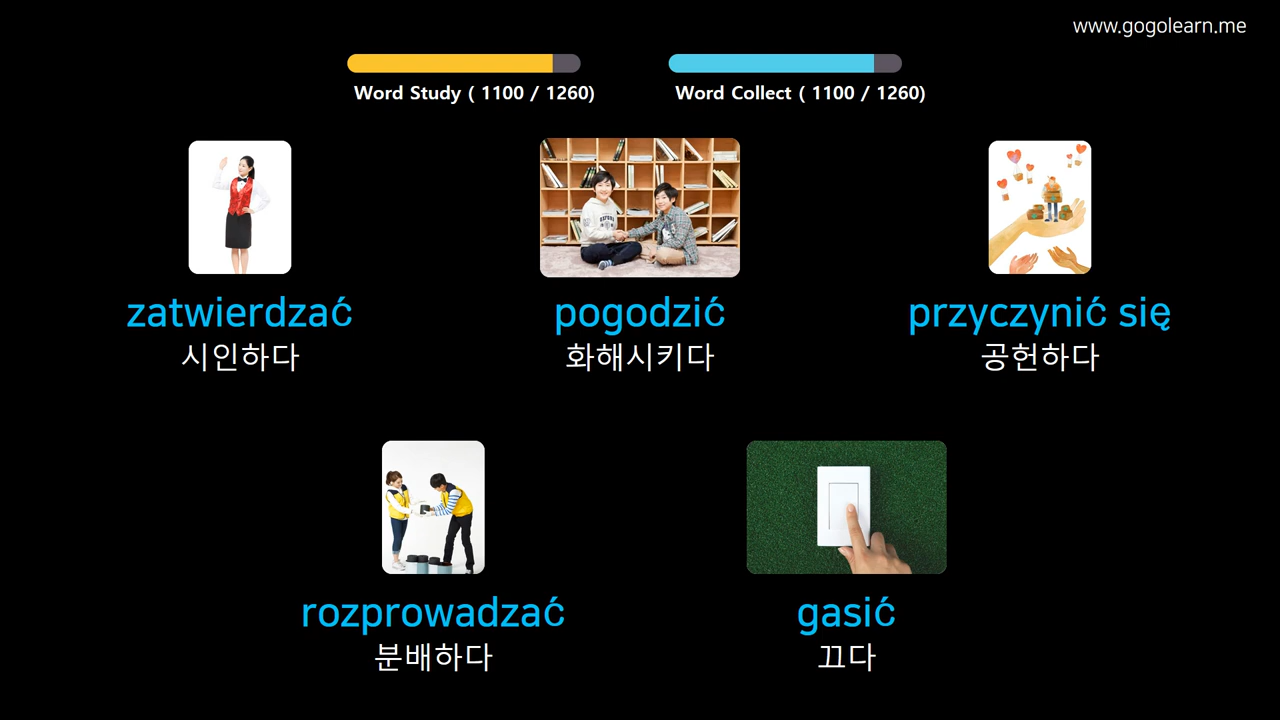 www.gogolearn.me
Word Study ( 1100 / 1260)
Word Collect ( 1100 / 1260)
zatwierdzać
시인하다
pogodzić
화해시키다
przyczynić się
공헌하다
rozprowadzać
분배하다
gasić
끄다